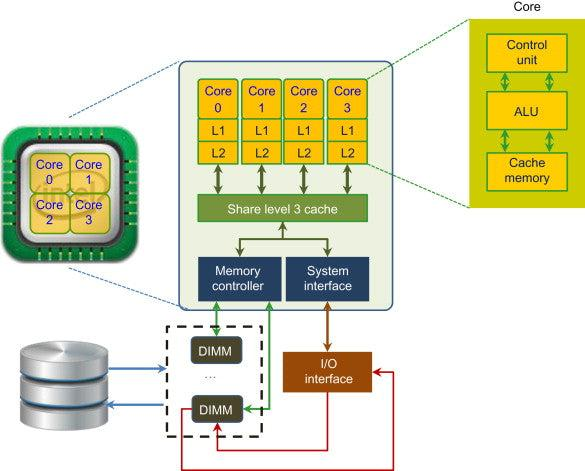 Core
Control
unit
ALU
Cache
memory
Core
0
Core
1
Core
2
Core
3
L1
L1
L1
L1
L2
L2
L2
L2
Share level 3 cache
Memory
controller
System
interface
Core
0
Core
1
Core
2
Core
3
intel
DIMM
...
DIMM
I/O
interface